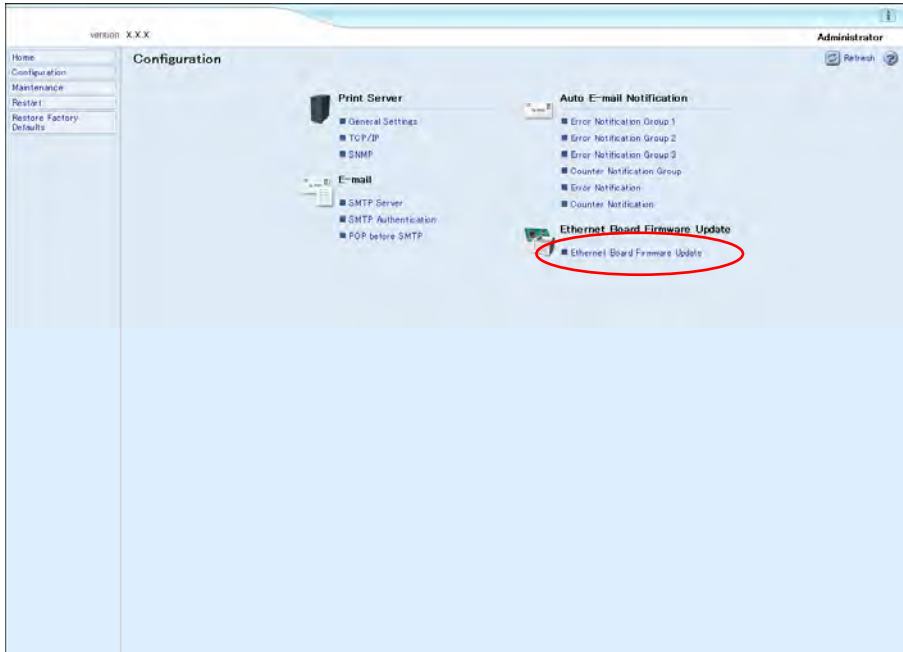 version X.X.X
Administrator
Home
Configuration
Maintenance
Restart
Restore Factory
Defaults
Configuration
Refresh
Print Server
General Settings
TCP/IP
SNMP
E-mail
SMTP Server
SMTP Authentication
POP before SMTP
Auto E-mail Notification
Error Notification Group 1
Error Notification Group 2
Error Notification Group 3
Counter Notification Group
Error Notification
Counter Notification
Ethernet Board Firmware Update
Ethernet Board Firmware Update